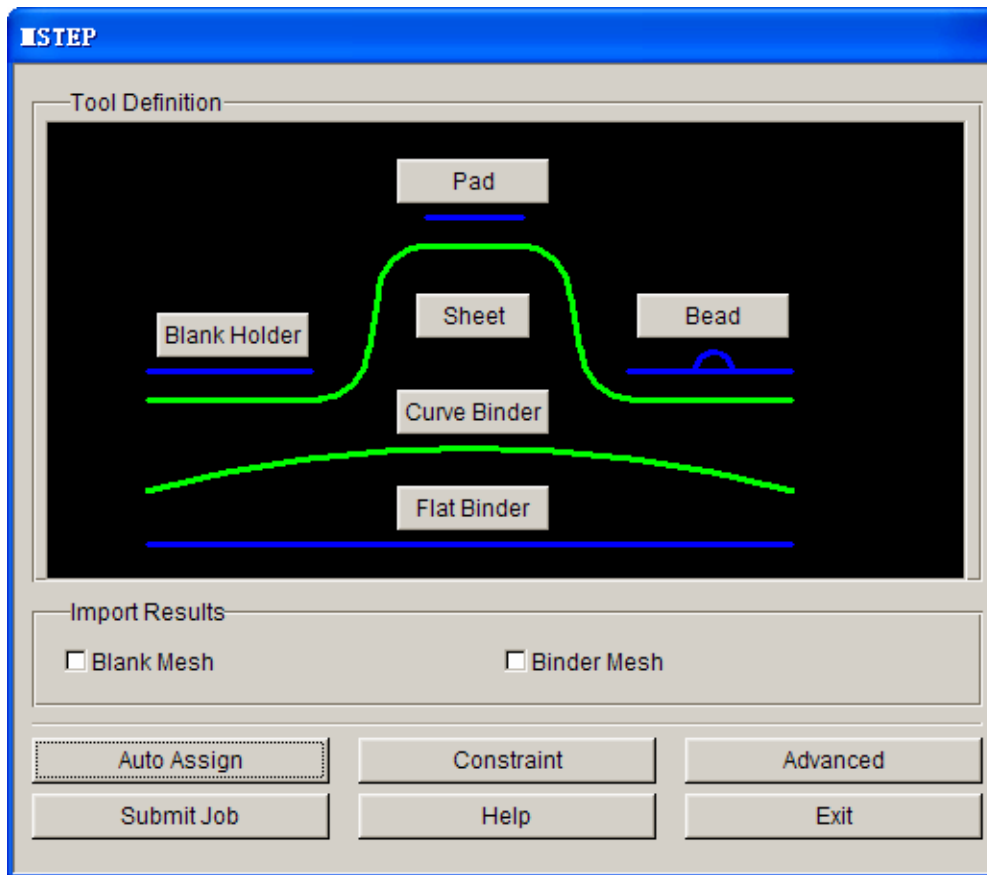 ISTEP
Tool Definition
Pad
Sheet
Bead
Blank Holder
Curve Binder
Flat Binder
Import Results
Blank Mesh Binder Mesh
Auto Assign Constraint Advanced
Submit Job Help Exit